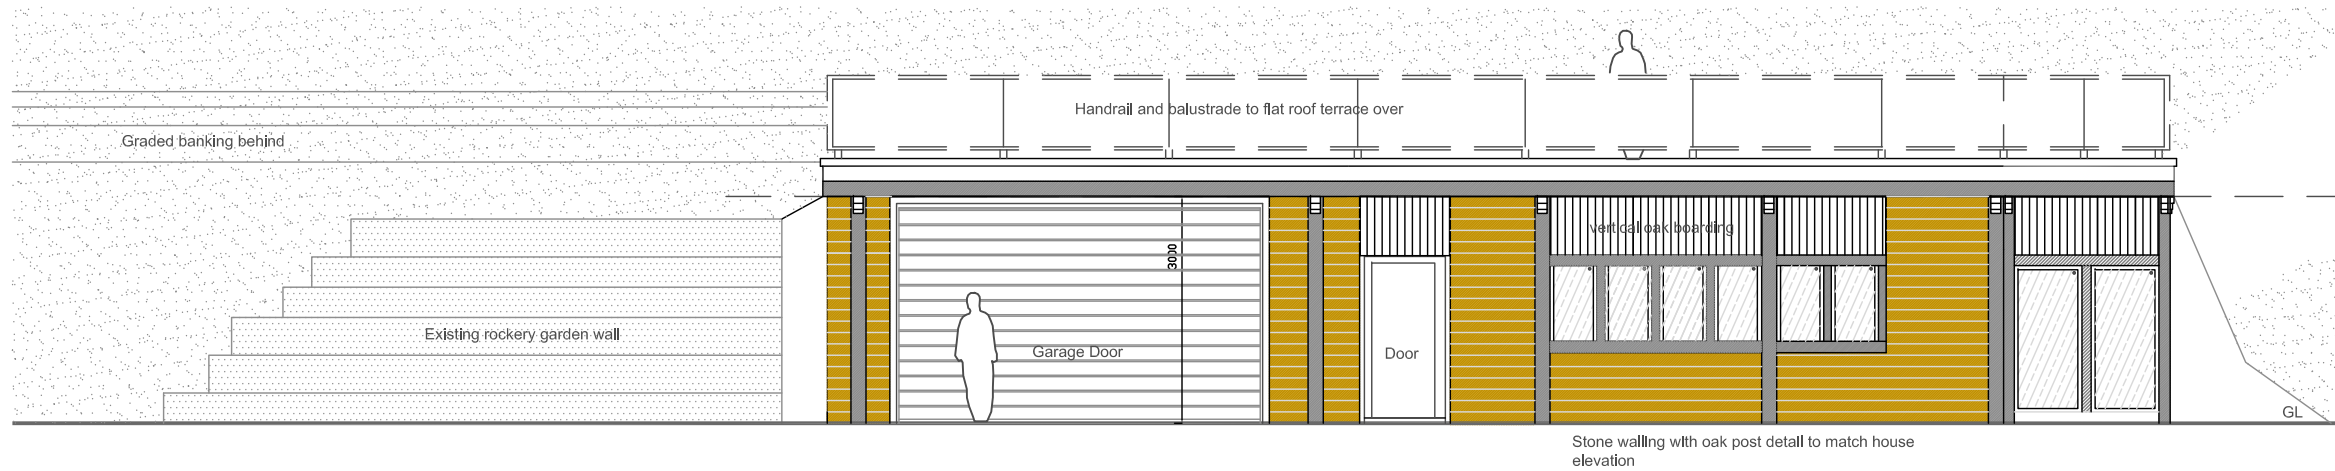 Handrail and balustrade to flat roof terrace over
Graded banking behind
vertical oak boarding
3000
Existing rockery garden wall
Garage Door
Door
GL
Stone walling with oak post detail to match house
elevation